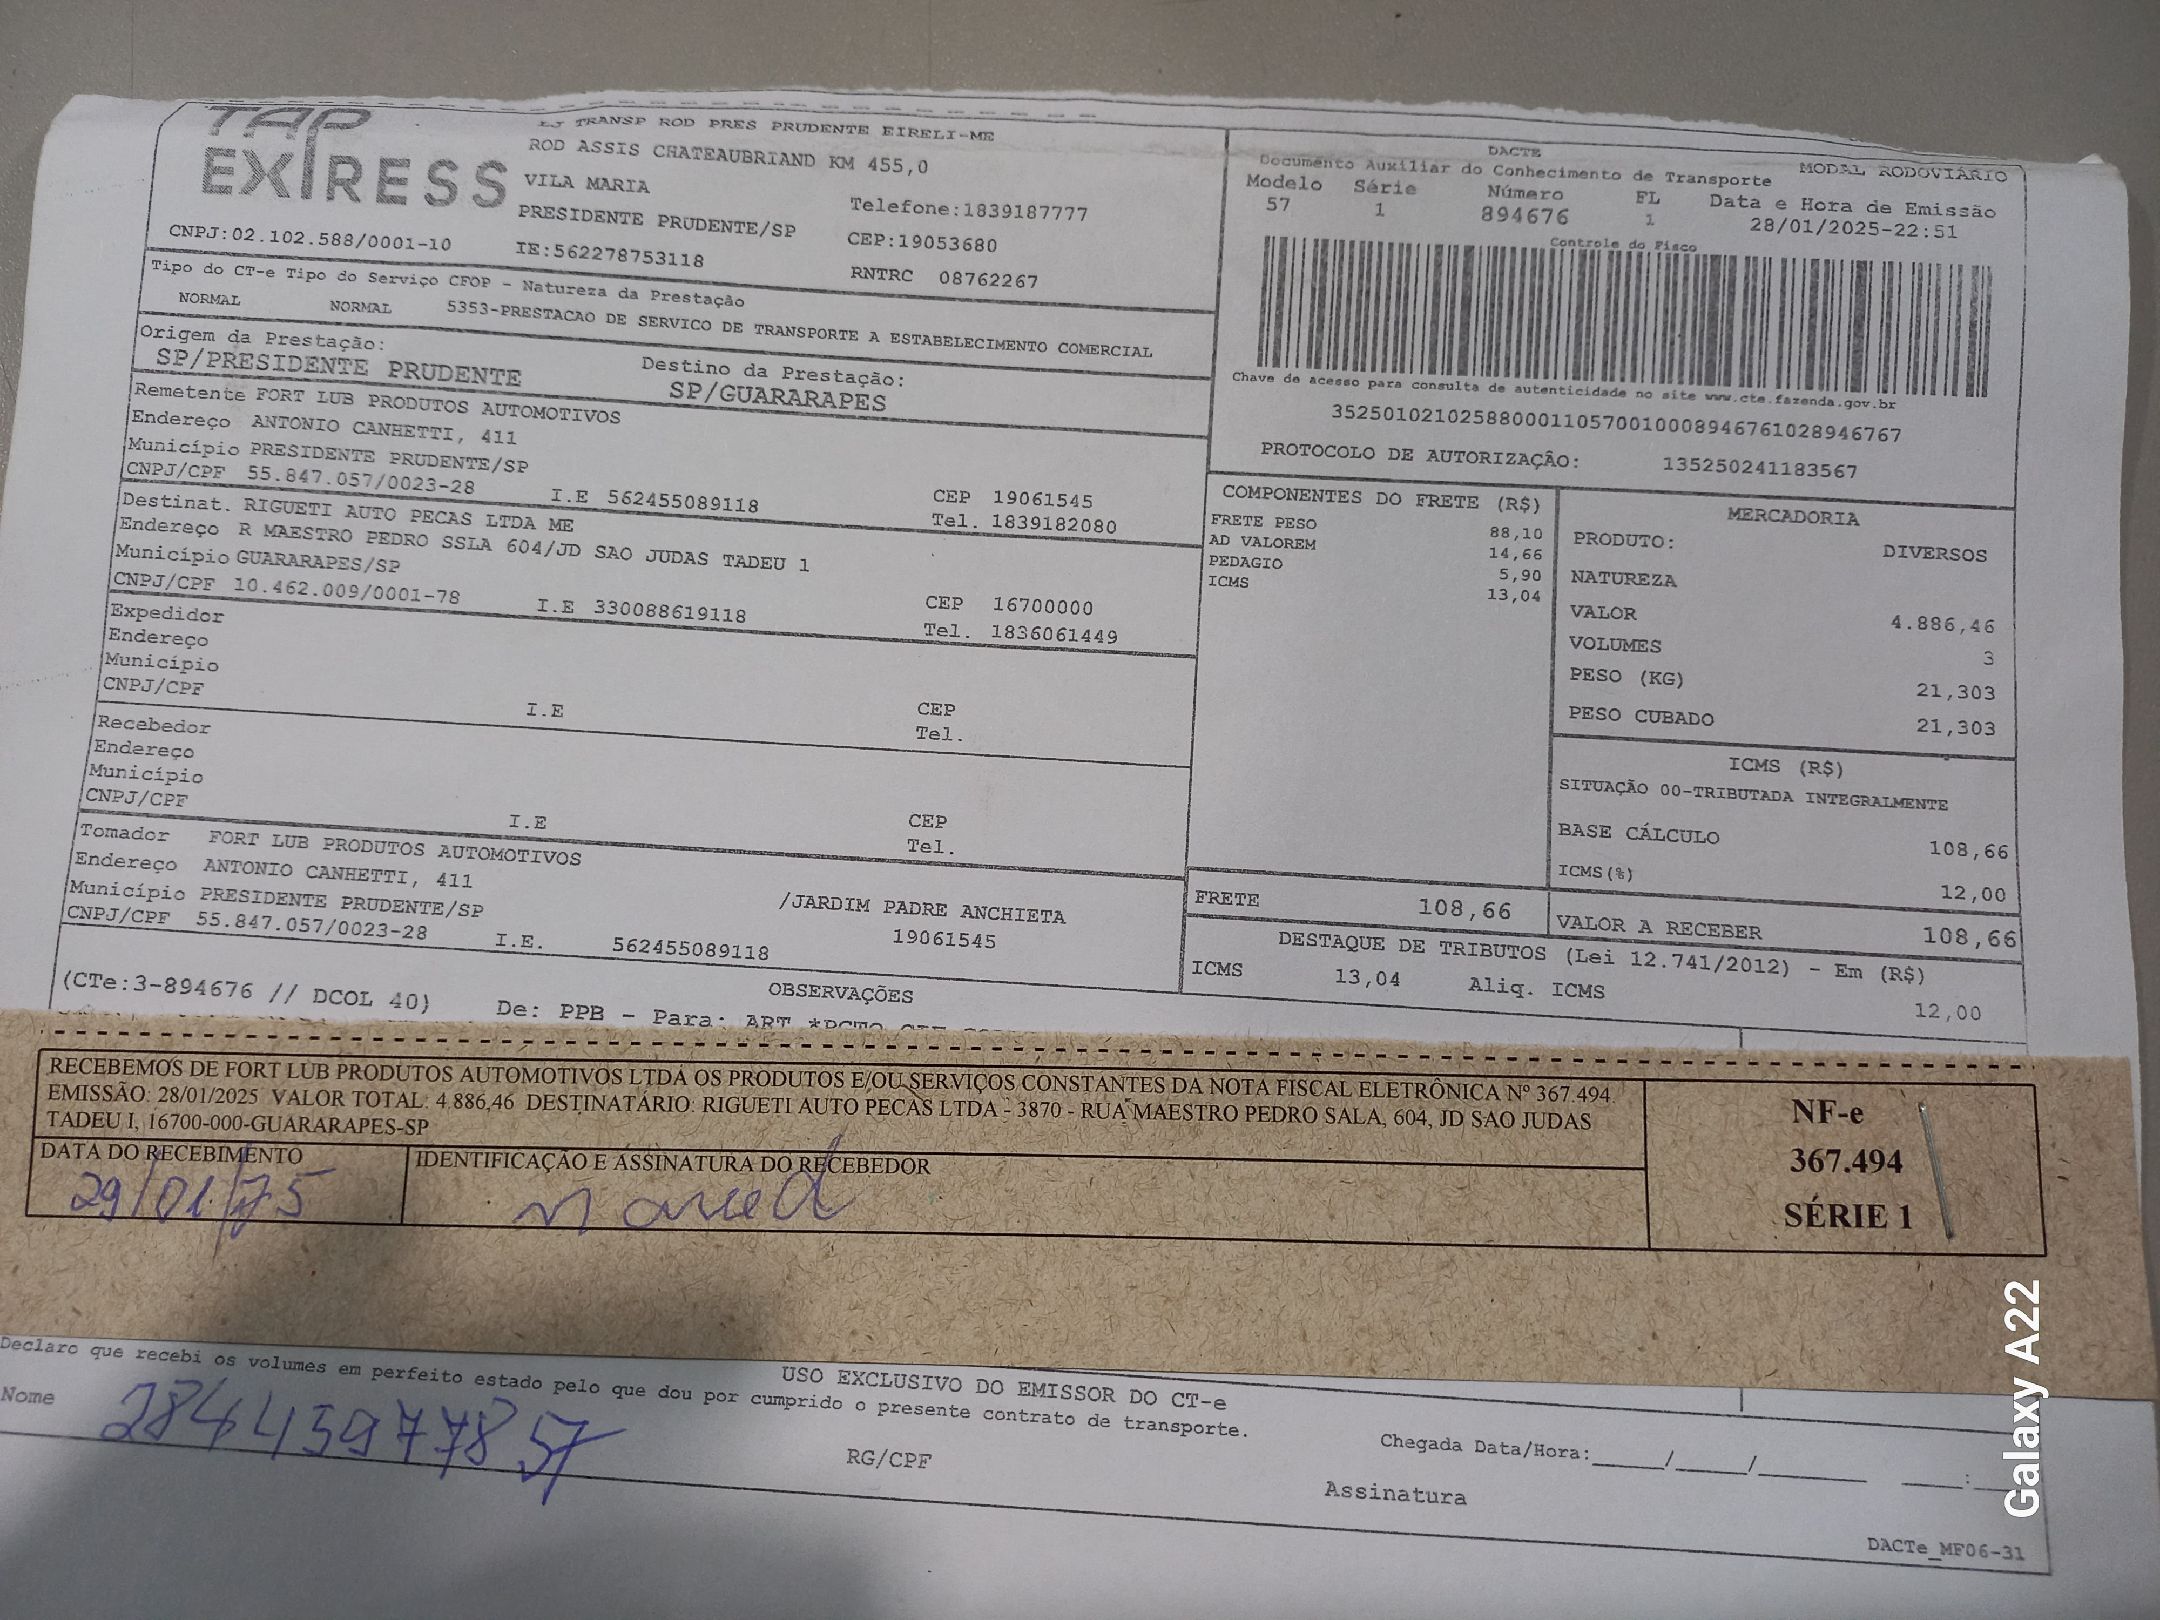 TAP
EXPRESS
LJ TRANSP ROD PRES PRUDENTE EIRELI-ME
ROD ASSIS CHATEAUBRIAND KM 455,0
VILA MARIA
Telefone:1839187777
PRESIDENTE PRUDENTE/SP
CEP:19053680
CNPJ:02.102.588/0001-10
IE:562278753118
RNTRC 08762267
DACTE
MODAL RODOVIÁRIO
Documento Auxiliar do Conhecimento de Transporte
Modelo Série Número FL Data e Hora de Emissão
57 1 894676 1 28/01/2025-22:51
Controle do Fisco
Chave de acesso para consulta de autenticidade no site www.cte.fazenda.gov.br
35250102102588000110570010008946761028946767
PROTOCOLO DE AUTORIZAÇÃO: 135250241183567
Tipo do CT-e Tipo do Serviço CFOP - Natureza da Prestação
NORMAL NORMAL 5353-PRESTACAO DE SERVICO DE TRANSPORTE A ESTABELECIMENTO COMERCIAL
Origem da Prestação: Destino da Prestação:
SP/PRESIDENTE PRUDENTE SP/GUARARAPES
Remetente FORT LUB PRODUTOS AUTOMOTIVOS
Endereço ANTONIO CANHETTI, 411
Município PRESIDENTE PRUDENTE/SP CEP 19061545
CNPJ/CPF 55.847.057/0023-28 I.E 562455089118 Tel. 1839182080
Destinat. RIGUETI AUTO PECAS LTDA ME
Endereço R MAESTRO PEDRO SSLA 604/JD SAO JUDAS TADEU 1
Município GUARARAPES/SP CEP 16700000
CNPJ/CPF 10.462.009/0001-78 I.E 330088619118 Tel. 1836061449
Expedidor
Endereço
Município CEP
CNPJ/CPF I.E Tel.
Recebedor
Endereço
Município CEP
CNPJ/CPF I.E Tel.
Tomador FORT LUB PRODUTOS AUTOMOTIVOS
Endereço ANTONIO CANHETTI, 411 /JARDIM PADRE ANCHIETA
Município PRESIDENTE PRUDENTE/SP 19061545
CNPJ/CPF 55.847.057/0023-28 I.E. 562455089118
COMPONENTES DO FRETE (R$)
FRETE PESO 88,10
AD VALOREM 14,66
PEDAGIO 5,90
ICMS 13,04
MERCADORIA
PRODUTO: DIVERSOS
NATUREZA
VALOR 4.886,46
VOLUMES 3
PESO (KG) 21,303
PESO CUBADO 21,303
ICMS (R$)
SITUAÇÃO 00-TRIBUTADA INTEGRALMENTE
BASE CÁLCULO 108,66
ICMS(%) 12,00
FRETE 108,66 VALOR A RECEBER 108,66
DESTAQUE DE TRIBUTOS (Lei 12.741/2012) - Em (R$)
ICMS 13,04 Aliq. ICMS 12,00
OBSERVAÇÕES
(CTe:3-894676 // DCOL 40) De: PPB - Para: ART
RECEBEMOS DE FORT LUB PRODUTOS AUTOMOTIVOS LTDA OS PRODUTOS E/OU SERVIÇOS CONSTANTES DA NOTA FISCAL ELETRÔNICA Nº 367.494
EMISSÃO: 28/01/2025 VALOR TOTAL: 4.886,46 DESTINATÁRIO: RIGUETI AUTO PECAS LTDA - 3870 - RUA MAESTRO PEDRO SALA, 604, JD SAO JUDAS
TADEU I, 16700-000-GUARARAPES-SP
DATA DO RECEBIMENTO IDENTIFICAÇÃO E ASSINATURA DO RECEBEDOR
29/01/25
NF-e
367.494
SÉRIE 1
USO EXCLUSIVO DO EMISSOR DO CT-e
Declaro que recebi os volumes em perfeito estado pelo que dou por cumprido o presente contrato de transporte.
Nome 28445977857 RG/CPF Chegada Data/Hora:_____/_____/_______ ____:
Assinatura
DACTe_MF06-31
Galaxy A22